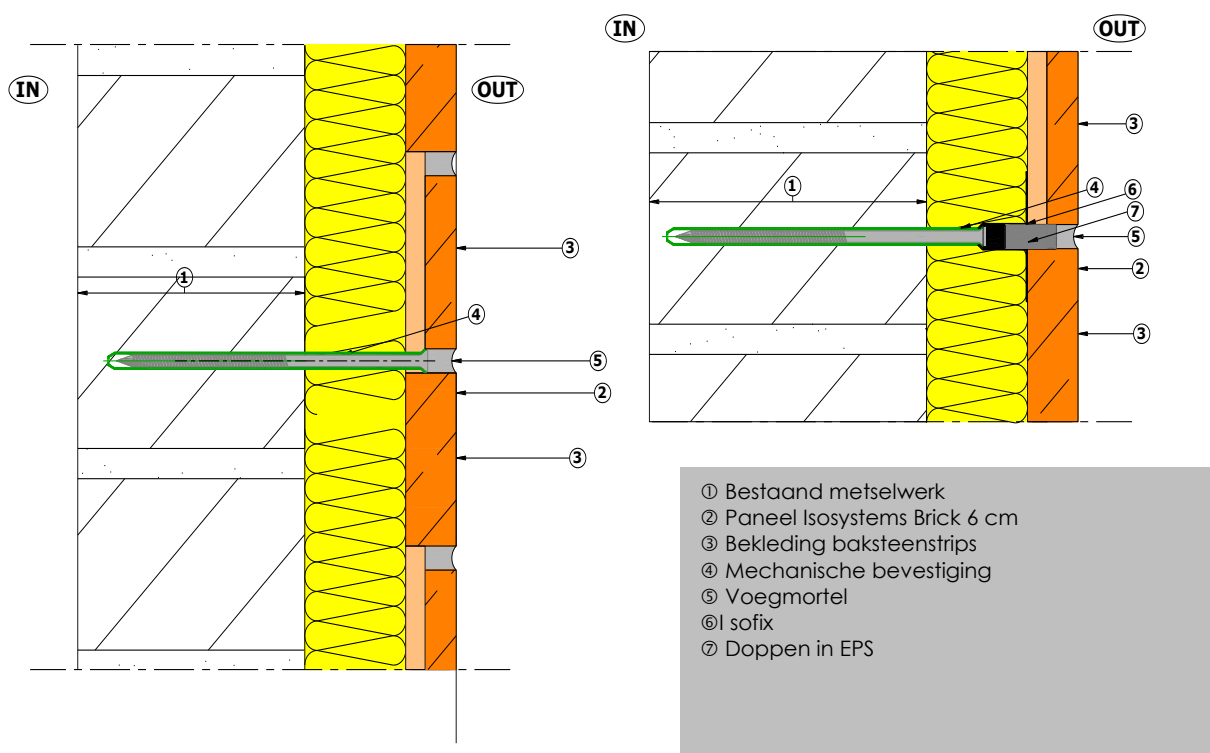 IN
OUT
1
3
4
5
2
3
IN
OUT
3
1
4
6
7
5
2
3
① Bestaand metselwerk
② Paneel Isosystems Brick 6 cm
③ Bekleding baksteenstrips
④ Mechanische bevestiging
⑤ Voegmortel
⑥I sofix
⑦ Doppen in EPS